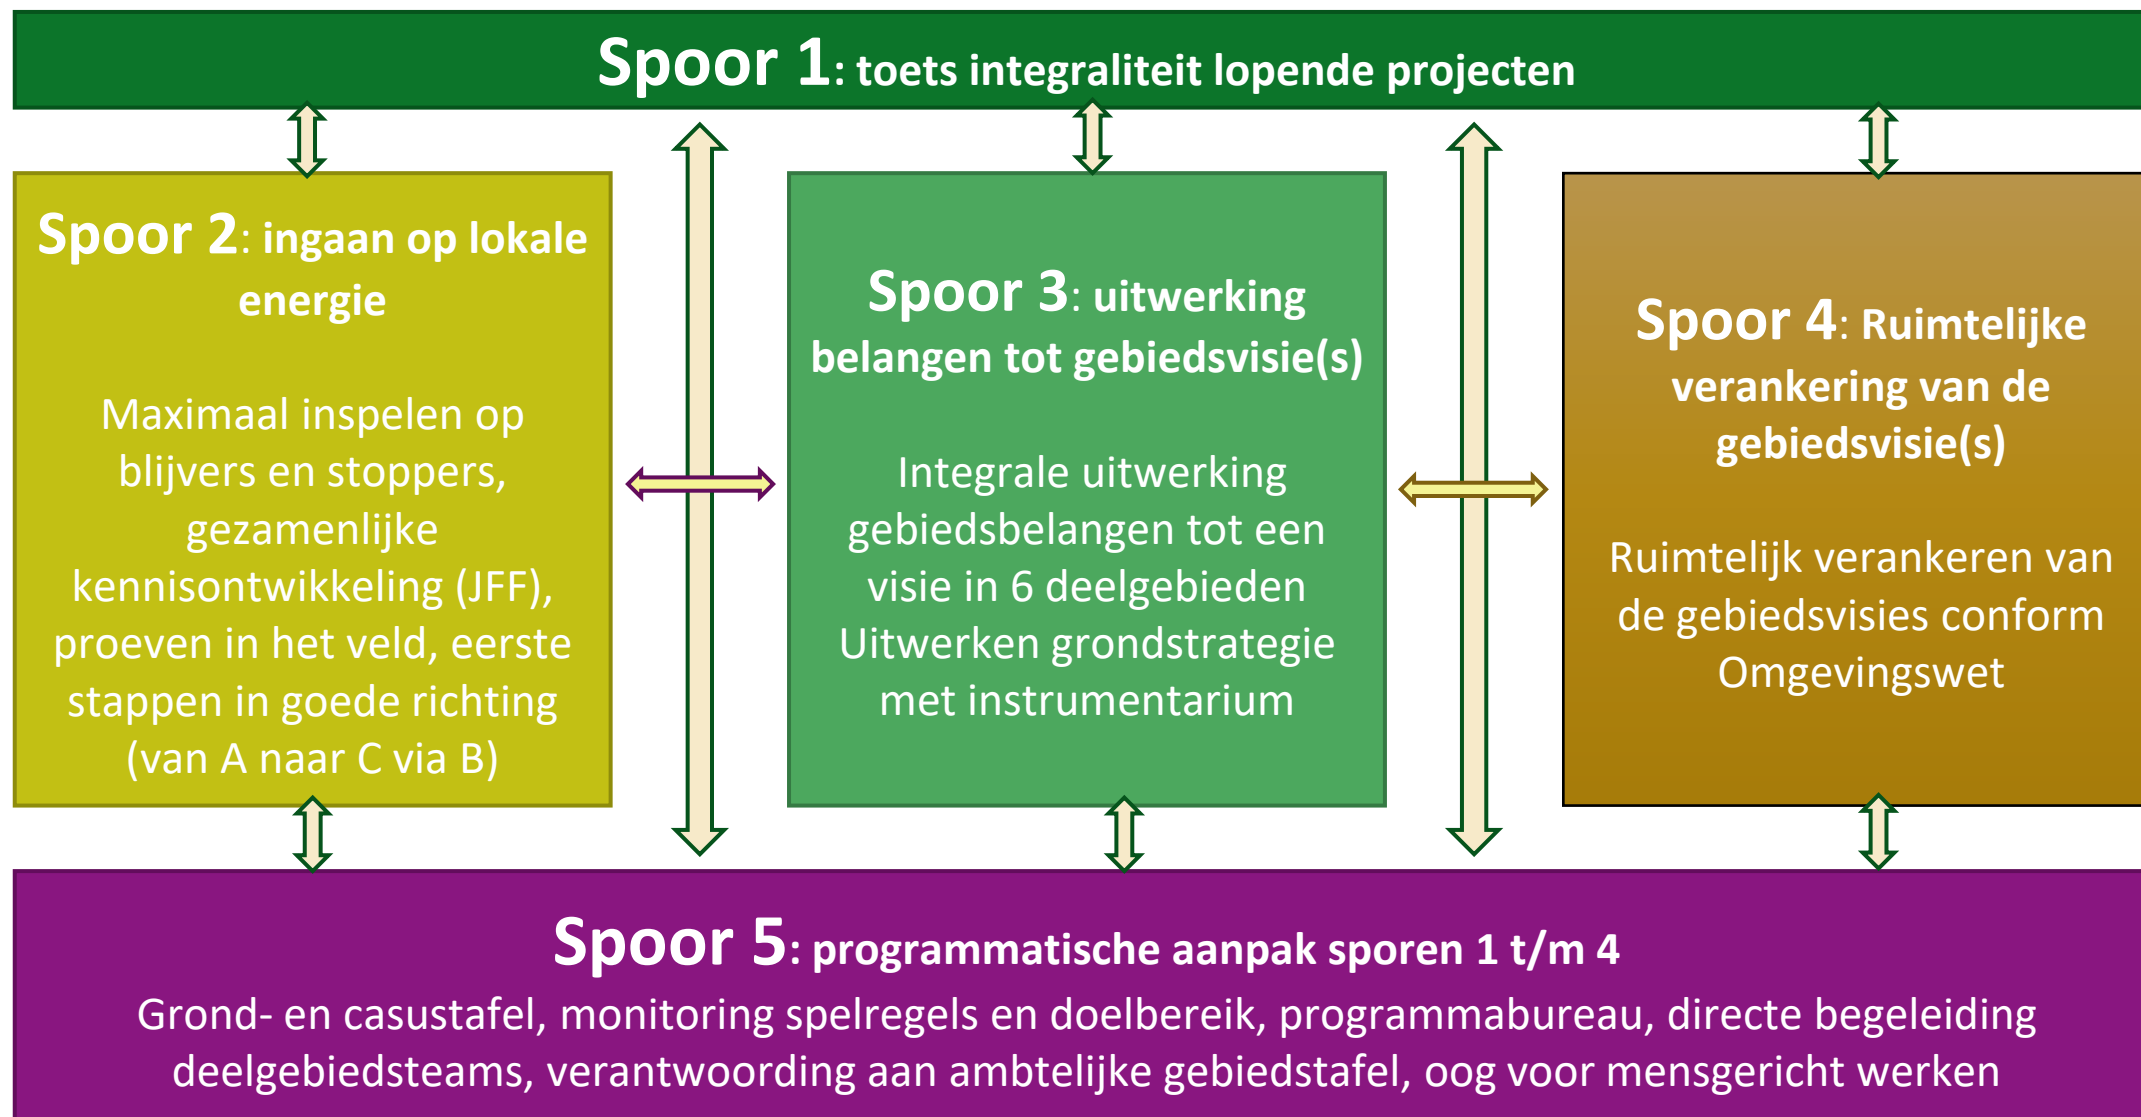 Spoor 1: toets integraliteit lopende projecten
Spoor 2: ingaan op lokale
energie
Maximaal inspelen op
blijvers en stoppers,
gezamenlijke
kennisontwikkeling (JFF),
proeven in het veld, eerste
stappen in goede richting
(van A naar C via B)
Spoor 3: uitwerking
belangen tot gebiedsvisie(s)
Integrale uitwerking
gebiedsbelangen tot een
visie in 6 deelgebieden
Uitwerken grondstrategie
met instrumentarium
Spoor 4: Ruimtelijke
verankering van de
gebiedsvisie(s)
Ruimtelijk verankeren van
de gebiedsvisies conform
Omgevingswet
Spoor 5: programmatische aanpak sporen 1 t/m 4
Grond- en casustafel, monitoring spelregels en doelbereik, programmabureau, directe begeleiding
deelgebiedsteams, verantwoording aan ambtelijke gebiedstafel, oog voor mensgericht werken